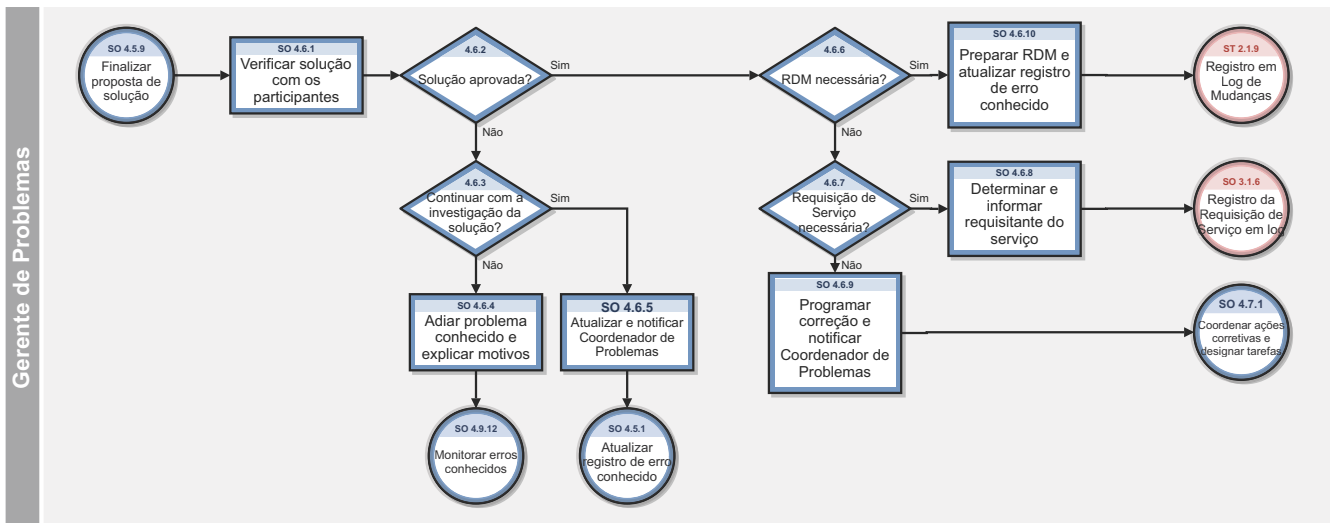 Gerente de Problemas
SO 4.5.9
Finalizar
proposta de
solução
SO 4.6.1
Verificar solução
com os
participantes
4.6.2
Solução aprovada?
Sim
Não
4.6.6
RDM necessária?
Sim
Não
SO 4.6.10
Preparar RDM e
atualizar registro
de erro
conhecido
ST 2.1.9
Registro em
Log de
Mudanças
4.6.3
Continuar com a
investigação da
solução?
Sim
Não
4.6.7
Requisição de
Serviço
necessária?
Sim
Não
SO 4.6.8
Determinar e
informar
requisitante do
serviço
SO 3.1.6
Registro da
Requisição de
Serviço em log
SO 4.6.4
Adiar problema
conhecido e
explicar motivos
SO 4.6.5
Atualizar e notificar
Coordenador de
Problemas
SO 4.6.9
Programar
correção e
notificar
Coordenador de
Problemas
SO 4.7.1
Coordenar ações
corretivas e
designar tarefas
SO 4.9.12
Monitorar erros
conhecidos
SO 4.5.1
Atualizar
registro de erro
conhecido